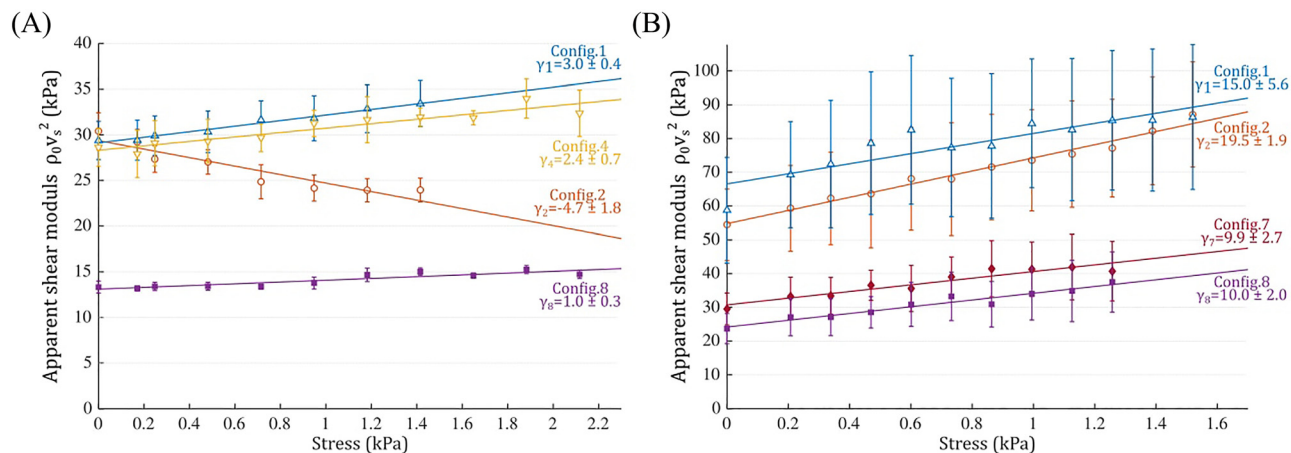 (A)
Apparent shear moduls ρ₀vₛ² (kPa)
40
35
30
25
20
15
10
5
0
Config.1
γ1=3.0 ± 0.4
Config.4
γ4=2.4 ± 0.7
Config.2
γ2=-4.7 ± 1.8
Config.8
γ8=1.0 ± 0.3
0 0.2 0.4 0.6 0.8 1 1.2 1.4 1.6 1.8 2 2.2
Stress (kPa)
(B)
Apparent shear moduls ρ₀vₛ² (kPa)
100
90
80
70
60
50
40
30
20
10
0
Config.1
γ1=15.0 ± 5.6
Config.2
γ2=19.5 ± 1.9
Config.7
γ7=9.9 ± 2.7
Config.8
γ8=10.0 ± 2.0
0 0.2 0.4 0.6 0.8 1 1.2 1.4 1.6
Stress (kPa)